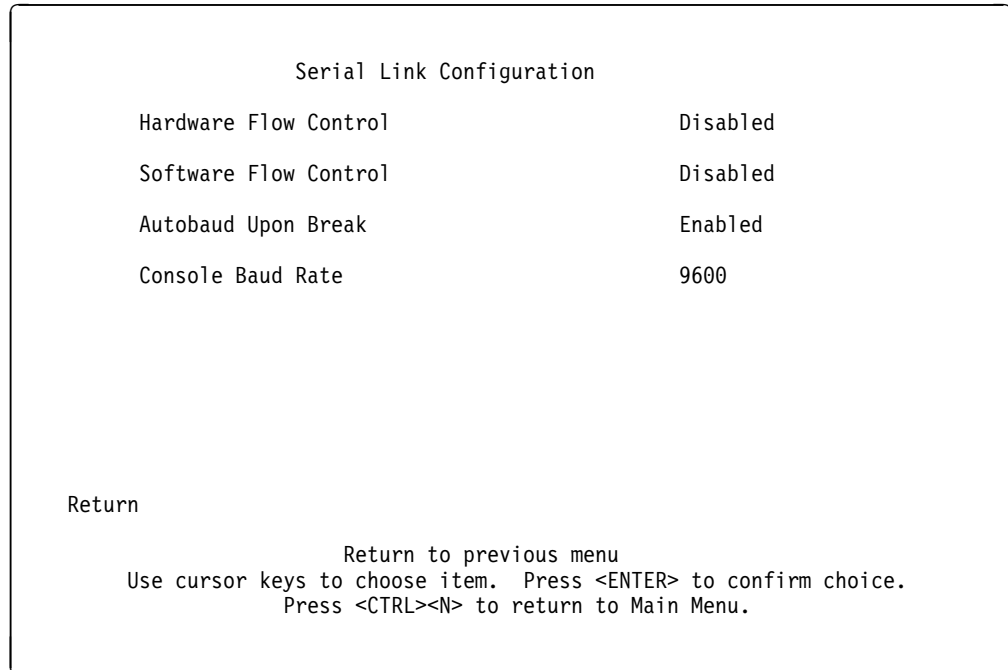 Serial Link Configuration
Hardware Flow Control Disabled
Software Flow Control Disabled
Autobaud Upon Break Enabled
Console Baud Rate 9600
Return
Return to previous menu
Use cursor keys to choose item. Press <ENTER> to confirm choice.
Press <CTRL><N> to return to Main Menu.